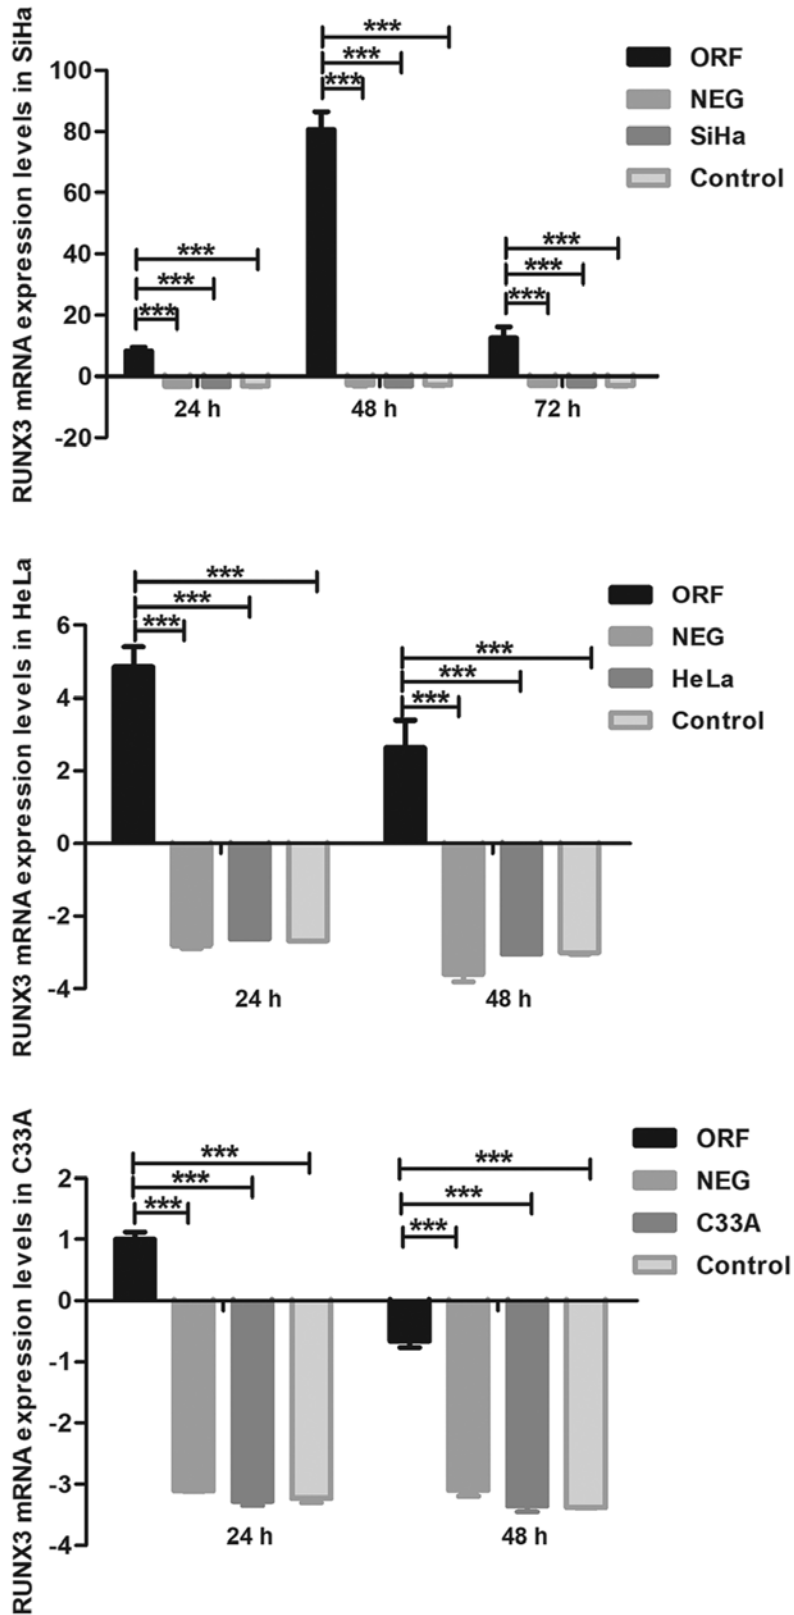 RUNX3 mRNA expression levels in SiHa
100
80
60
40
20
0
-20
***
***
***
***
***
***
***
***
***
24 h
48 h
72 h
ORF
NEG
SiHa
Control
RUNX3 mRNA expression levels in HeLa
6
4
2
0
-2
-4
***
***
***
***
***
***
24 h
48 h
ORF
NEG
HeLa
Control
RUNX3 mRNA expression levels in C33A
2
1
0
-1
-2
-3
-4
***
***
***
***
***
***
24 h
48 h
ORF
NEG
C33A
Control